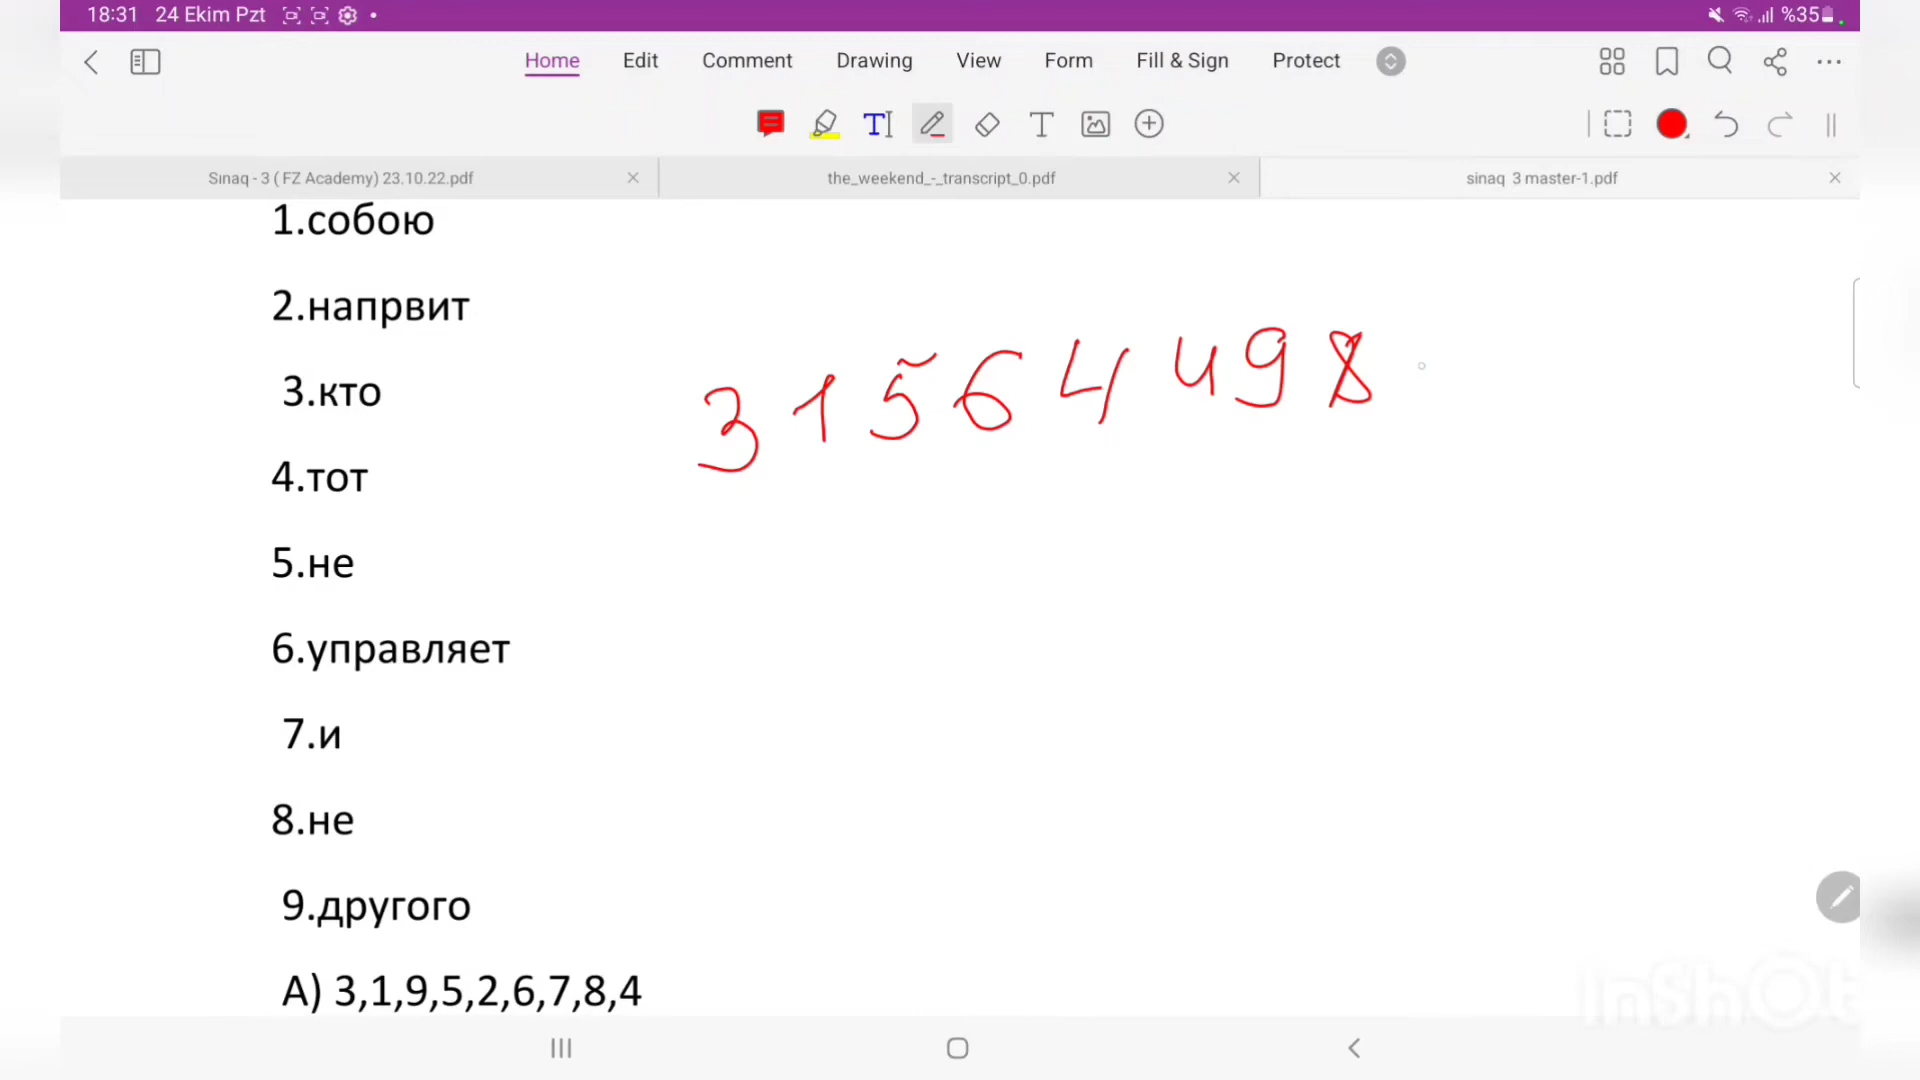 18:31 24 Ekim Pzt %35
Home Edit Comment Drawing View Form Fill & Sign Protect
Sınaq - 3 ( FZ Academy) 23.10.22.pdf the_weekend_-_transcript_0.pdf sinaq 3 master-1.pdf
1.собою
2.напрвит
3.кто
4.тот
5.не
6.управляет
7.и
8.не
9.другого
3 1 5 6 4 4 9 8
A) 3,1,9,5,2,6,7,8,4
InShOt